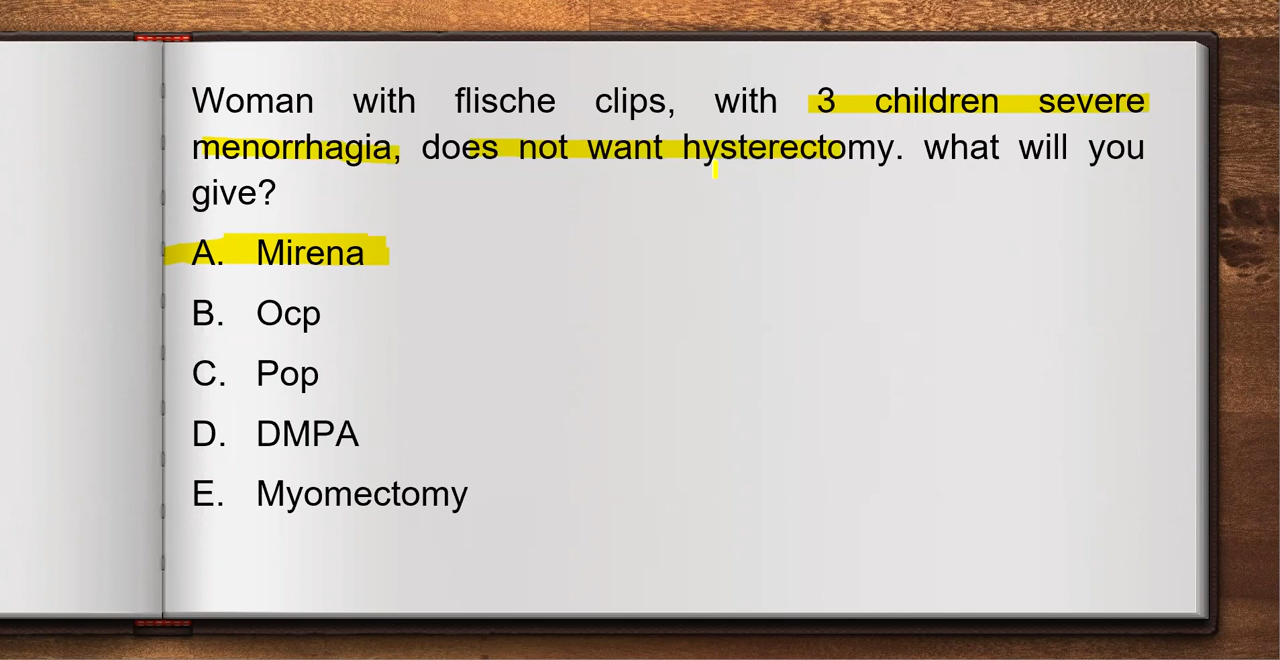 Woman with flische clips, with 3 children severe
menorrhagia, does not want hysterectomy. what will you
give?
A. Mirena
B. Ocp
C. Pop
D. DMPA
E. Myomectomy